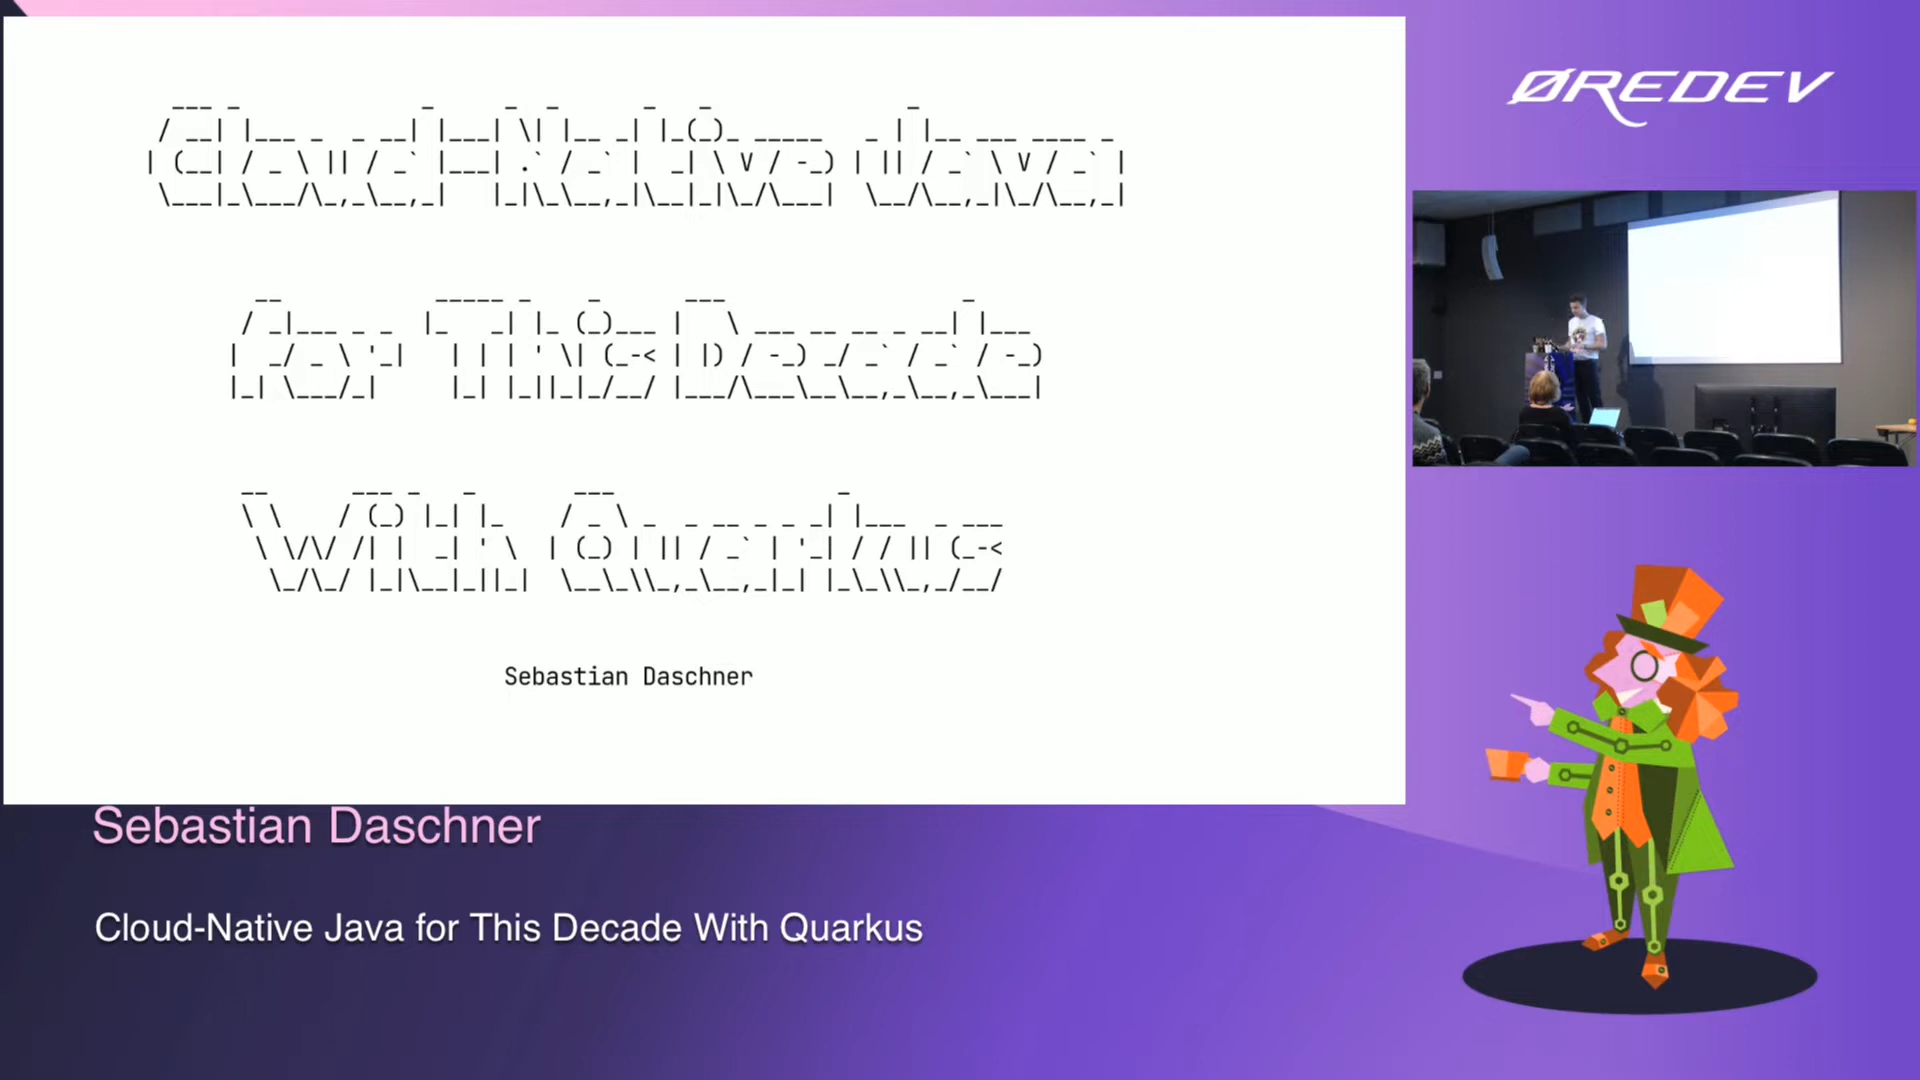 Cloud-Native Java
for This Decade
With Quarkus
Sebastian Daschner
ØREDEV
Sebastian Daschner
Cloud-Native Java for This Decade With Quarkus